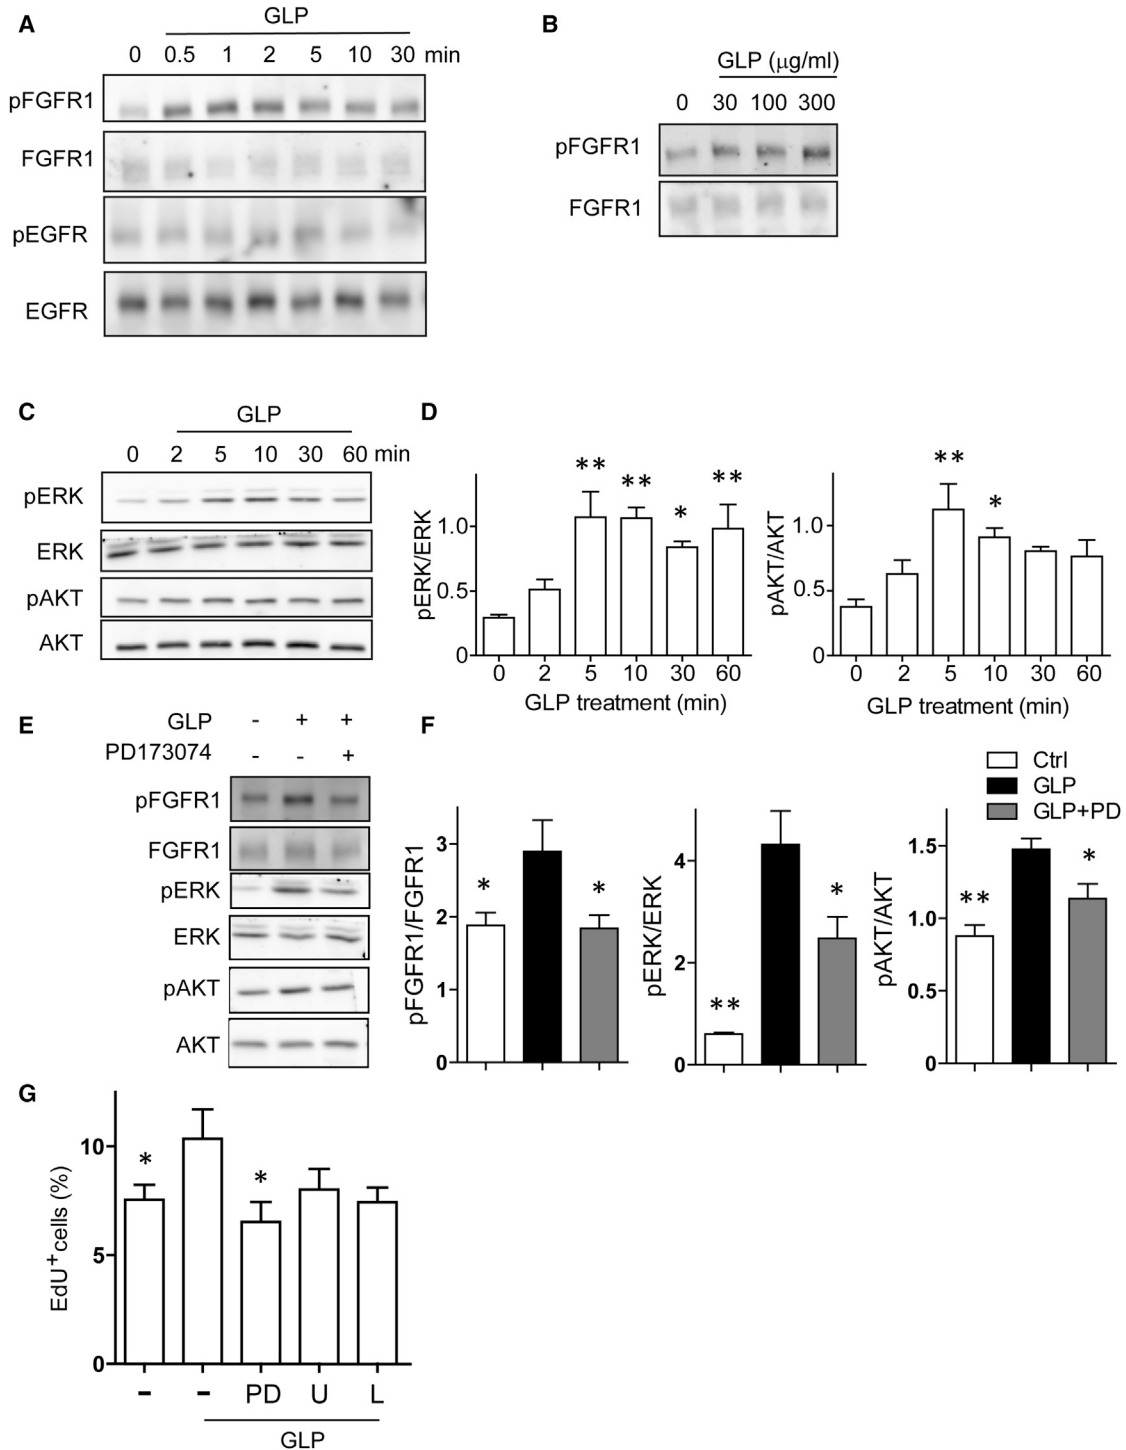 A
GLP
0 0.5 1 2 5 10 30 min
pFGFR1
FGFR1
pEGFR
EGFR
B
GLP (µg/ml)
0 30 100 300
pFGFR1
FGFR1
C
GLP
0 2 5 10 30 60 min
pERK
ERK
pAKT
AKT
D
pERK/ERK
1.0
0.5
0
** ** * **
0 2 5 10 30 60
GLP treatment (min)
pAKT/AKT
1.0
0.5
0
** *
0 2 5 10 30 60
GLP treatment (min)
E
GLP - + +
PD173074 - - +
pFGFR1
FGFR1
pERK
ERK
pAKT
AKT
F
Ctrl
GLP
GLP+PD
pFGFR1/FGFR1
3
2
1
0
* *
pERK/ERK
4
2
0
** *
pAKT/AKT
1.5
1.0
0.5
0
** *
G
EdU+cells (%)
10
5
0
* *
- - PD U L
GLP